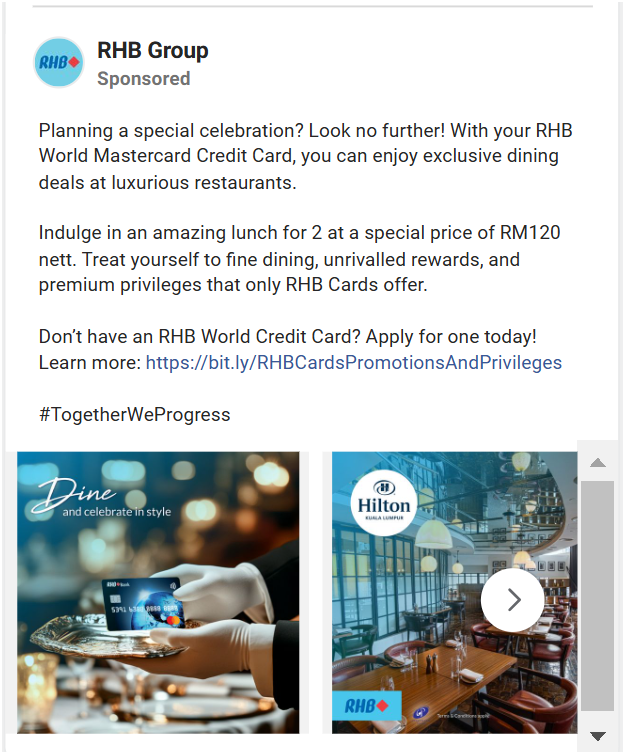 RHB
RHB Group
Sponsored
Planning a special celebration? Look no further! With your RHB
World Mastercard Credit Card, you can enjoy exclusive dining
deals at luxurious restaurants.
Indulge in an amazing lunch for 2 at a special price of RM120
nett. Treat yourself to fine dining, unrivalled rewards, and
premium privileges that only RHB Cards offer.
Don’t have an RHB World Credit Card? Apply for one today!
Learn more: https://bit.ly/RHBCardsPromotionsAndPrivileges
#TogetherWeProgress
Dine
and celebrate in style
RHB Bank
H
Hilton
KUALA LUMPUR
RHB
Terms & Conditions apply